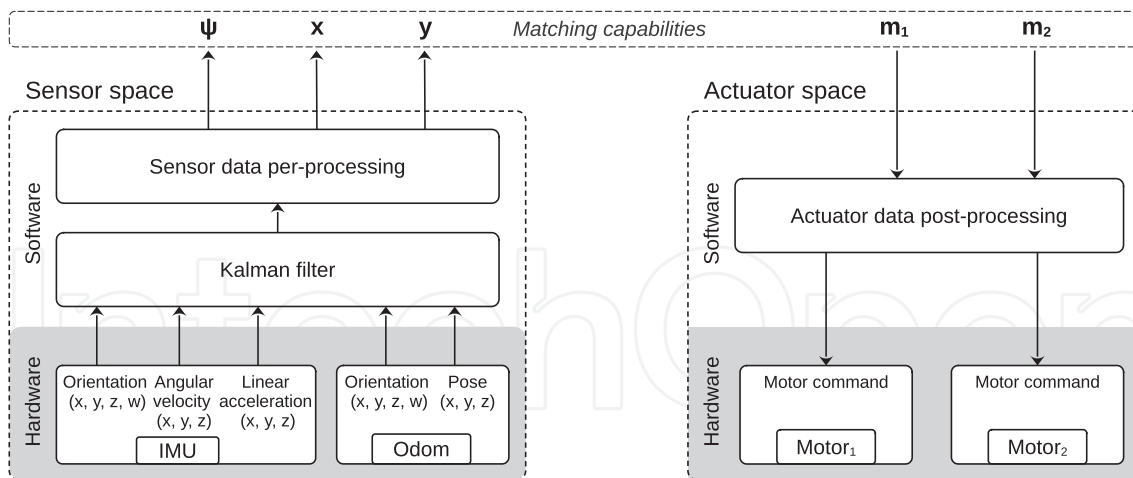 ψ x y Matching capabilities m₁ m₂
Sensor space
Software
Sensor data per-processing
Kalman filter
Hardware
Orientation
(x, y, z, w)
Angular
velocity
(x, y, z)
Linear
acceleration
(x, y, z)
IMU
Orientation
(x, y, z, w)
Pose
(x, y, z)
Odom
Actuator space
Software
Actuator data post-processing
Hardware
Motor command
Motor₁
Motor command
Motor₂
IntechOpen